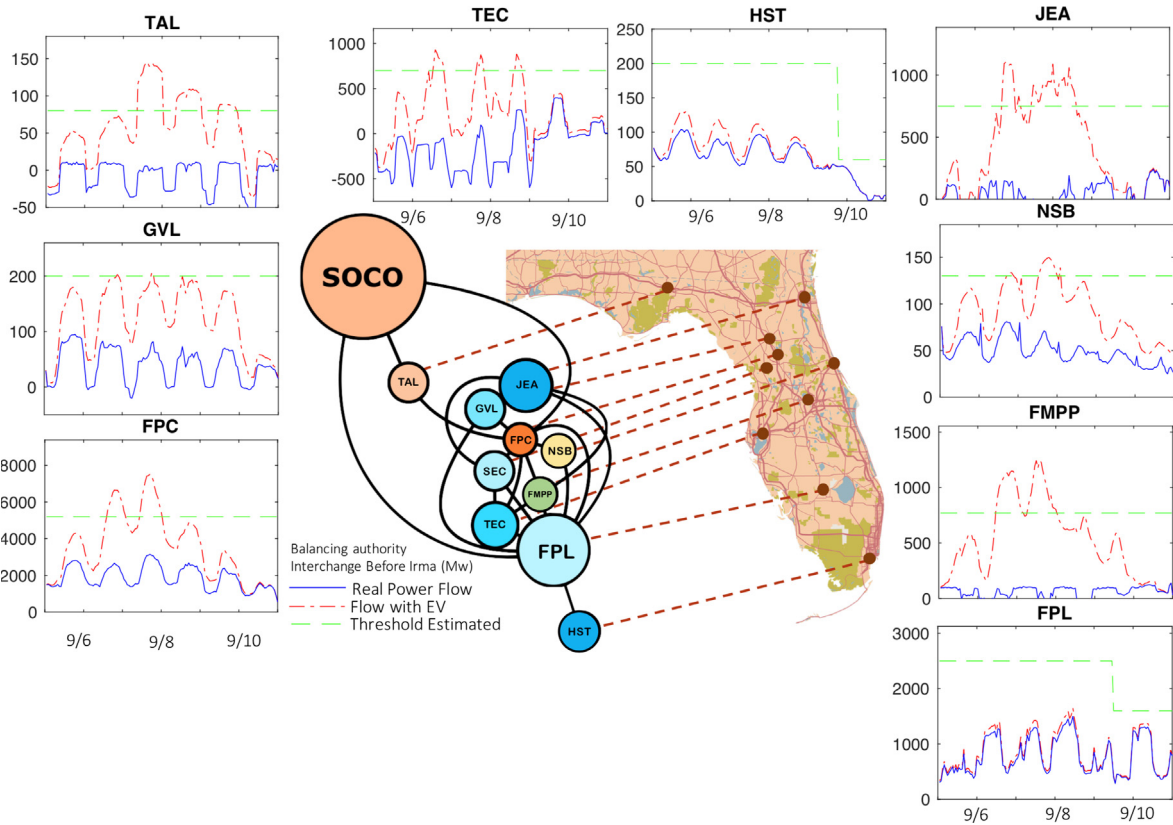 TAL
100
50
0
-50
TEC
1000
500
0
-500
9/6
9/8
9/10
HST
250
200
150
100
50
0
9/6
9/8
9/10
JEA
1000
500
0
GVL
200
100
0
NSB
150
100
50
0
FPC
8000
6000
4000
2000
0
9/6
9/8
9/10
FMPP
1500
1000
500
0
FPL
3000
2000
1000
0
9/6
9/8
9/10
SOCO
TAL
JEA
GVL
FPC
NSB
SEC
FMPP
TEC
FPL
HST
Balancing authority
Interchange Before Irma (Mw)
Real Power Flow
Flow with EV
Threshold Estimated